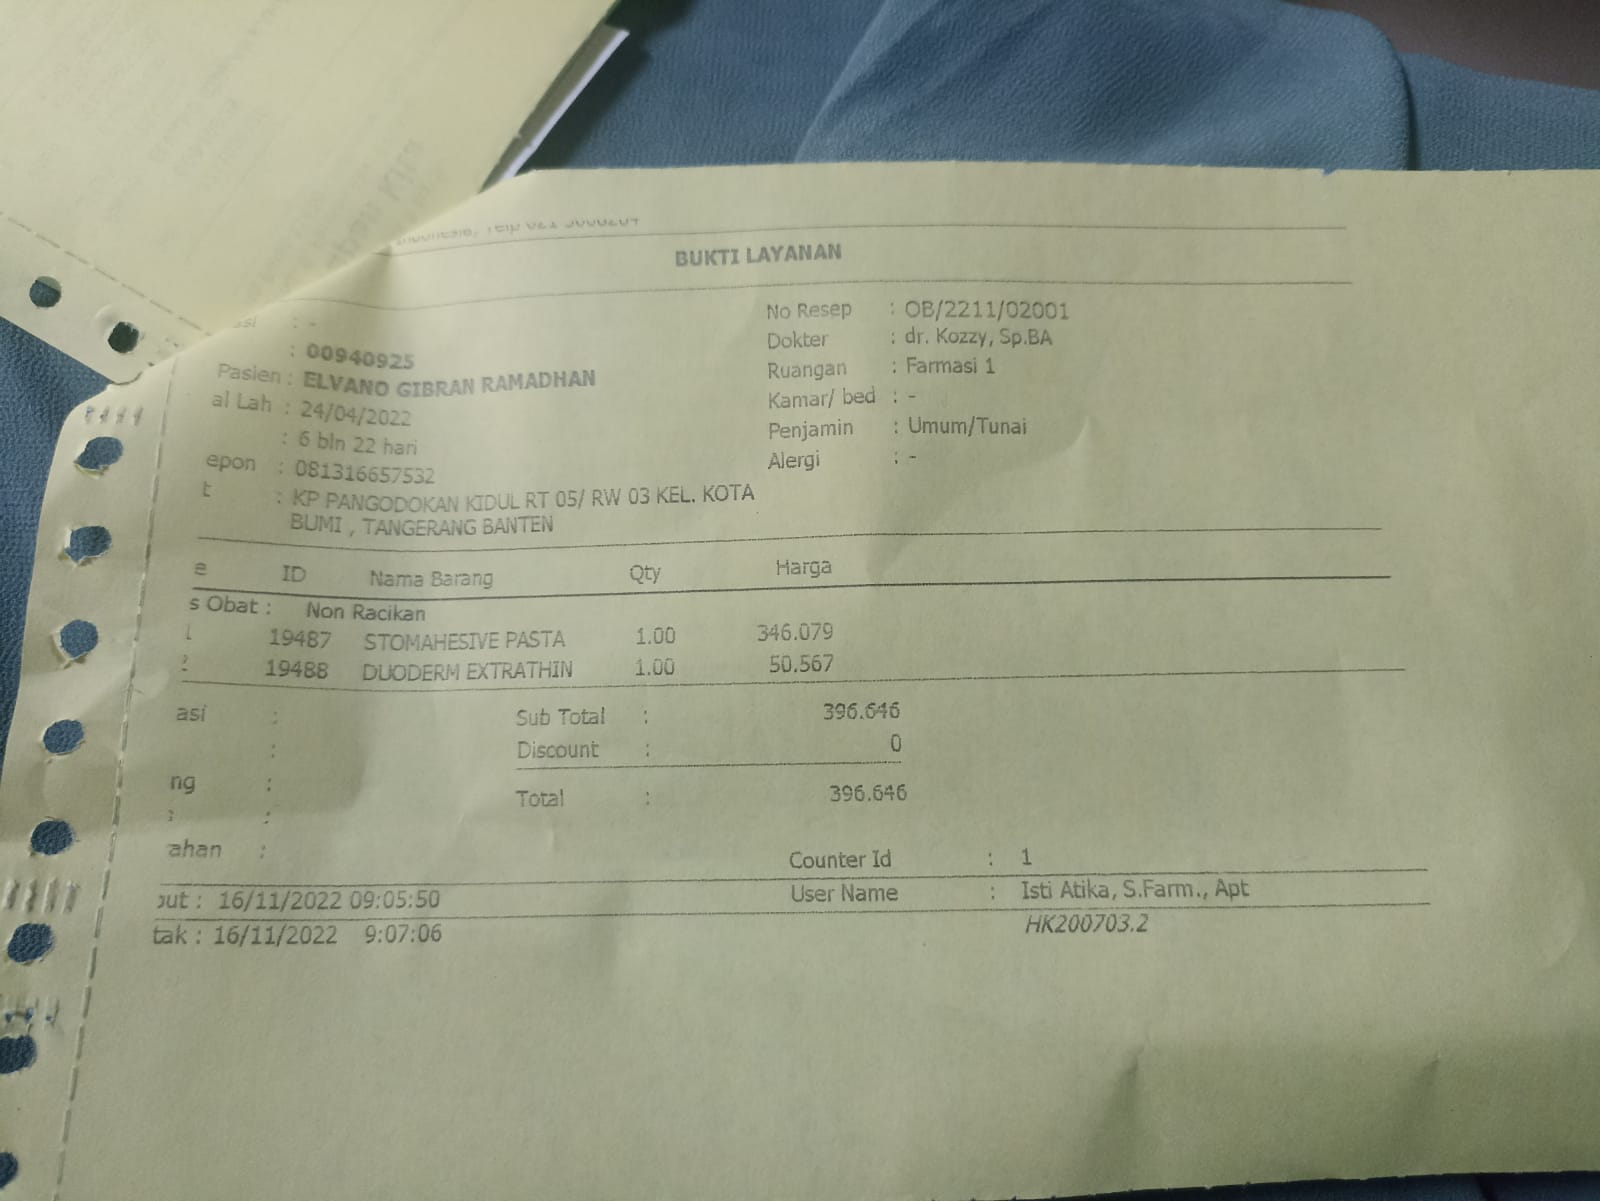 BUKTI LAYANAN
: -
No Resep : OB/2211/02001
: 00940925
Dokter : dr. Kozzy, Sp.BA
Pasien : ELVANO GIBRAN RAMADHAN
Ruangan : Farmasi 1
al Lah : 24/04/2022
Kamar/ bed : -
: 6 bln 22 hari
Penjamin : Umum/Tunai
epon : 081316657532
Alergi : -
t : KP PANGODOKAN KIDUL RT 05/ RW 03 KEL. KOTA
BUMI , TANGERANG BANTEN
e ID Nama Barang Qty Harga
s Obat : Non Racikan
19487 STOMAHESIVE PASTA 1.00 346.079
19488 DUODERM EXTRATHIN 1.00 50.567
asi : Sub Total : 396.646
: Discount : 0
ng : Total : 396.646
:
ahan : Counter Id : 1
out : 16/11/2022 09:05:50 User Name : Isti Atika, S.Farm., Apt
tak : 16/11/2022 9:07:06 HK200703.2